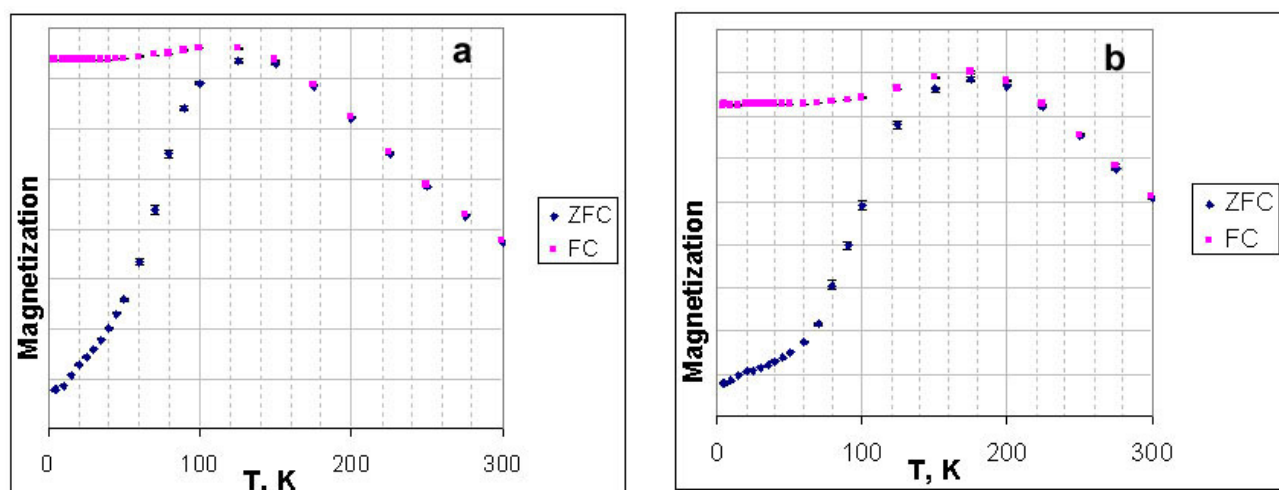 a
Magnetization
ZFC
FC
0
100
200
300
T, K
b
Magnetization
ZFC
FC
0
100
200
300
T, K